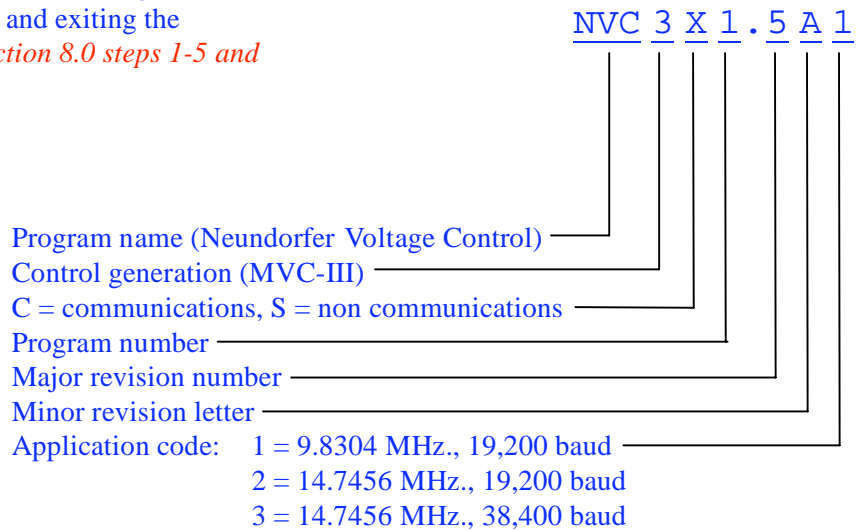 and exiting the
ction 8.0 steps 1-5 and
NVC 3 X 1.5 A 1
Program name (Neundorfer Voltage Control)
Control generation (MVC-III)
C = communications, S = non communications
Program number
Major revision number
Minor revision letter
Application code: 1 = 9.8304 MHz., 19,200 baud
2 = 14.7456 MHz., 19,200 baud
3 = 14.7456 MHz., 38,400 baud